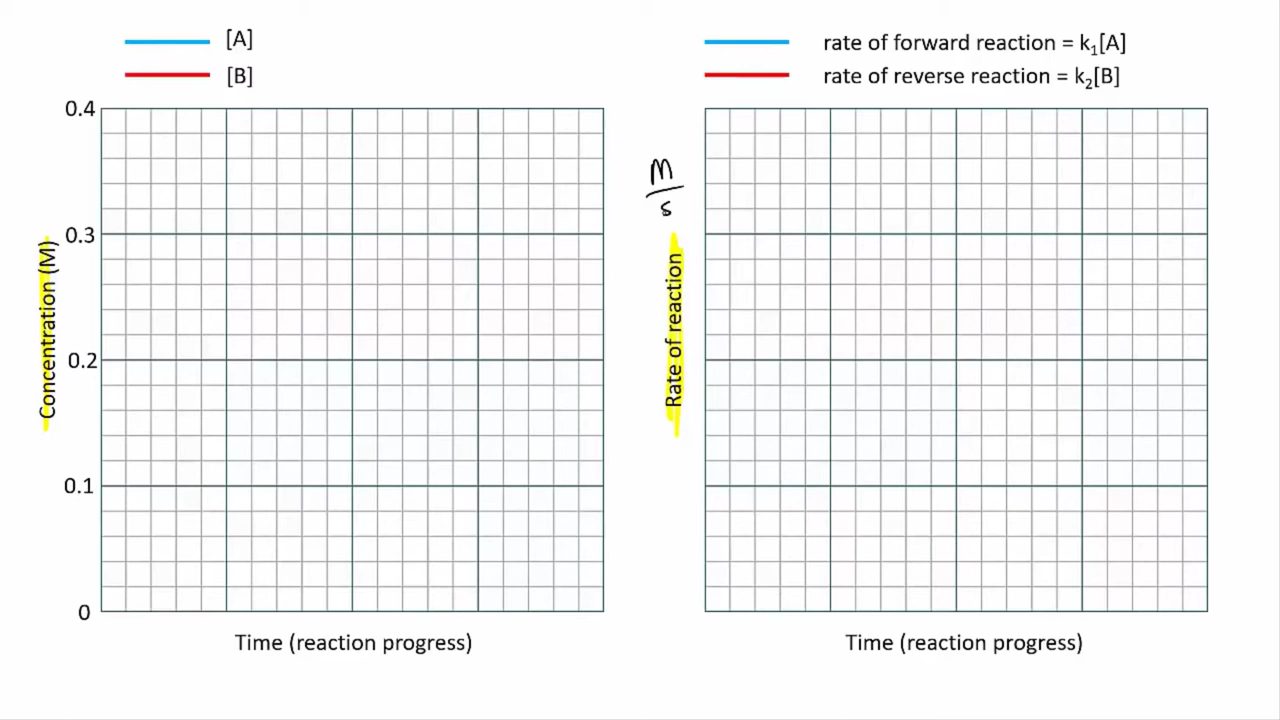 [A]
[B]
rate of forward reaction = k₁[A]
rate of reverse reaction = k₂[B]
0.4
0.3
0.2
0.1
0
Concentration (M)
Time (reaction progress)
M
s
Rate of reaction
Time (reaction progress)